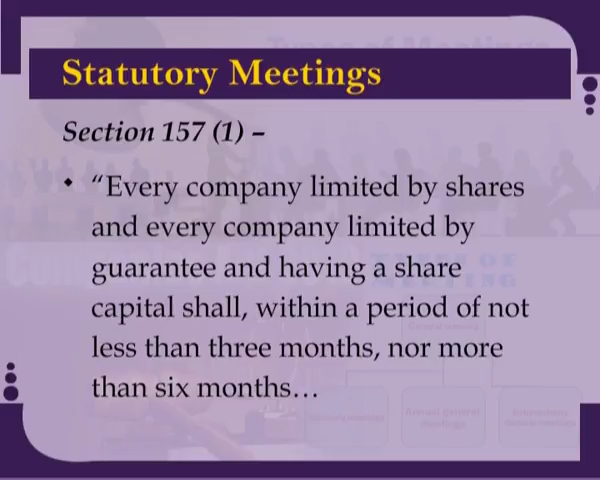 Statutory Meetings
Section 157 (1) –
“Every company limited by shares
and every company limited by
guarantee and having a share
capital shall, within a period of not
less than three months, nor more
than six months…